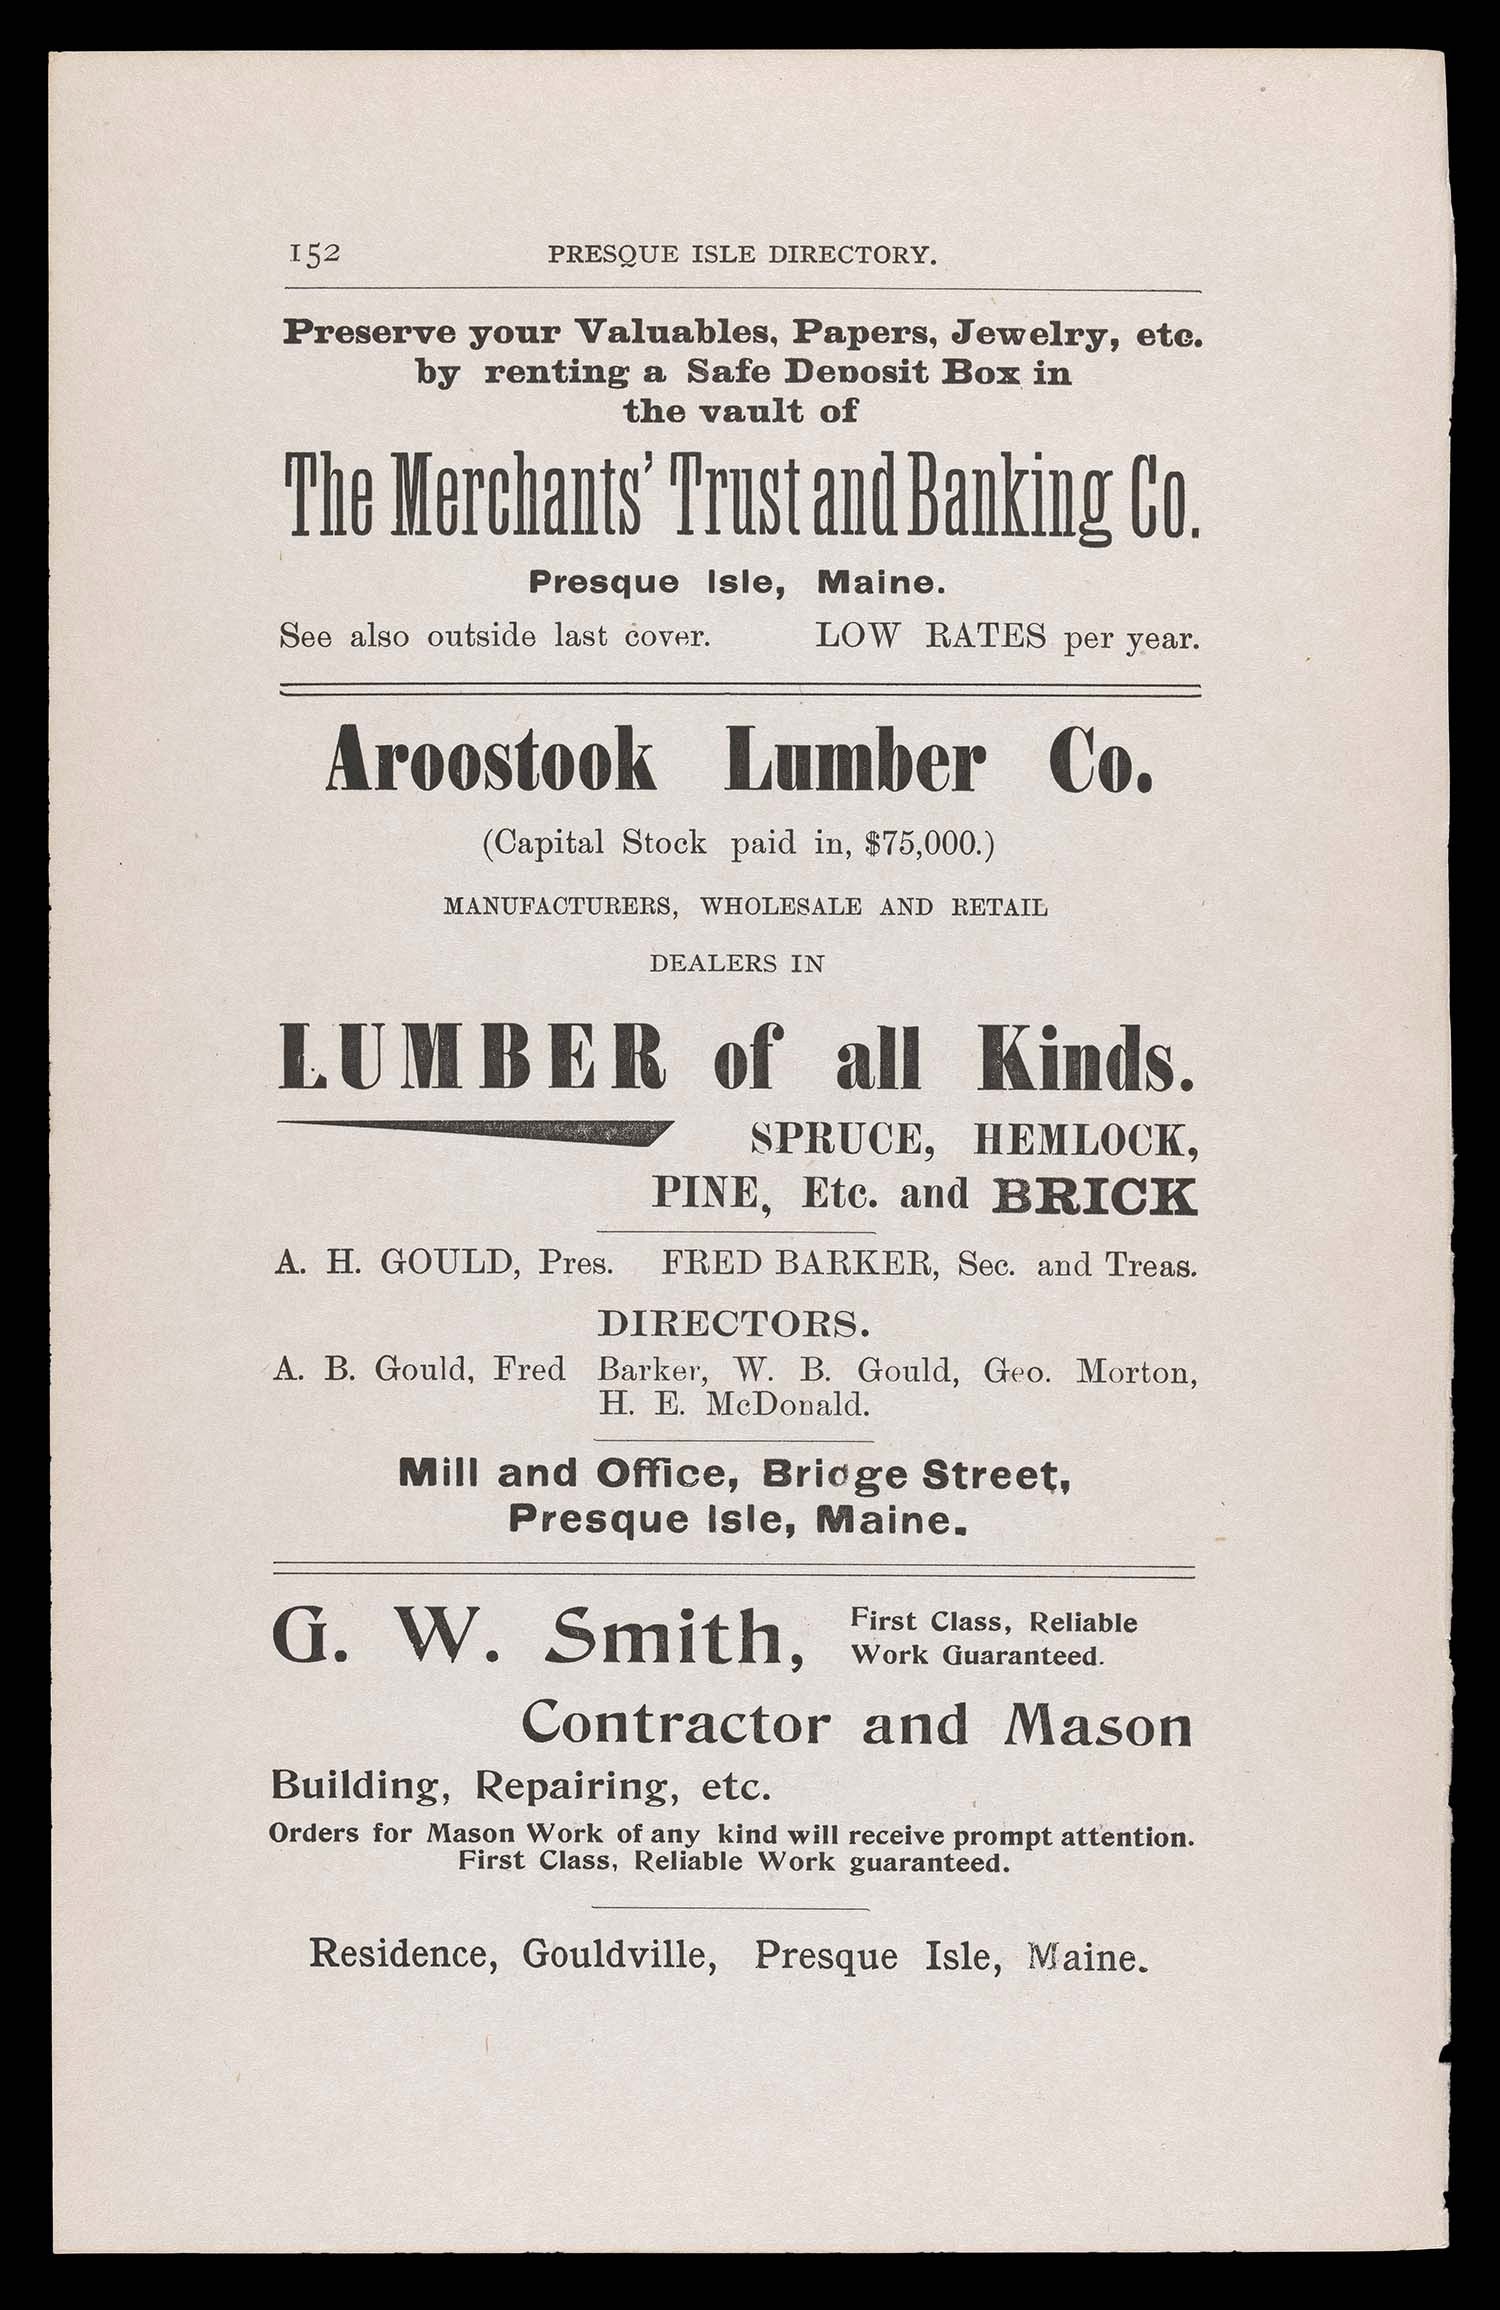 152 PRESQUE ISLE DIRECTORY.
Preserve your Valuables, Papers, Jewelry, etc.
by renting a Safe Deposit Box in
the vault of
The Merchants' Trust and Banking Co.
Presque Isle, Maine.
See also outside last cover. LOW RATES per year.
Aroostook Lumber Co.
(Capital Stock paid in, $75,000.)
MANUFACTURERS, WHOLESALE AND RETAIL
DEALERS IN
LUMBER of all Kinds.
SPRUCE, HEMLOCK,
PINE, Etc. and BRICK
A. H. GOULD, Pres. FRED BARKER, Sec. and Treas.
DIRECTORS.
A. B. Gould, Fred Barker, W. B. Gould, Geo. Morton,
H. E. McDonald.
Mill and Office, Bridge Street,
Presque Isle, Maine.
G. W. Smith, First Class, Reliable
Work Guaranteed.
Contractor and Mason
Building, Repairing, etc.
Orders for Mason Work of any kind will receive prompt attention.
First Class, Reliable Work guaranteed.
Residence, Gouldville, Presque Isle, Maine.